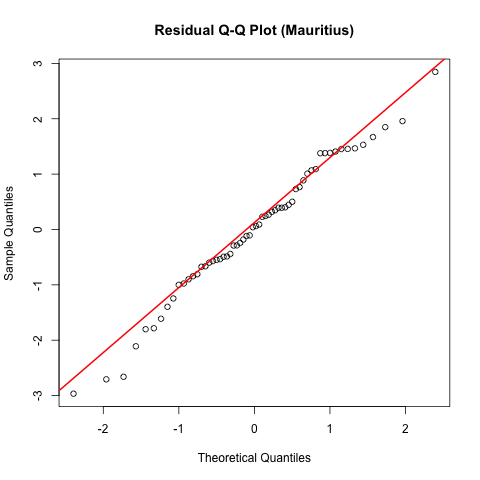 Residual Q-Q Plot (Mauritius)
3
2
1
0
-1
-2
-3
Sample Quantiles
-2 -1 0 1 2
Theoretical Quantiles